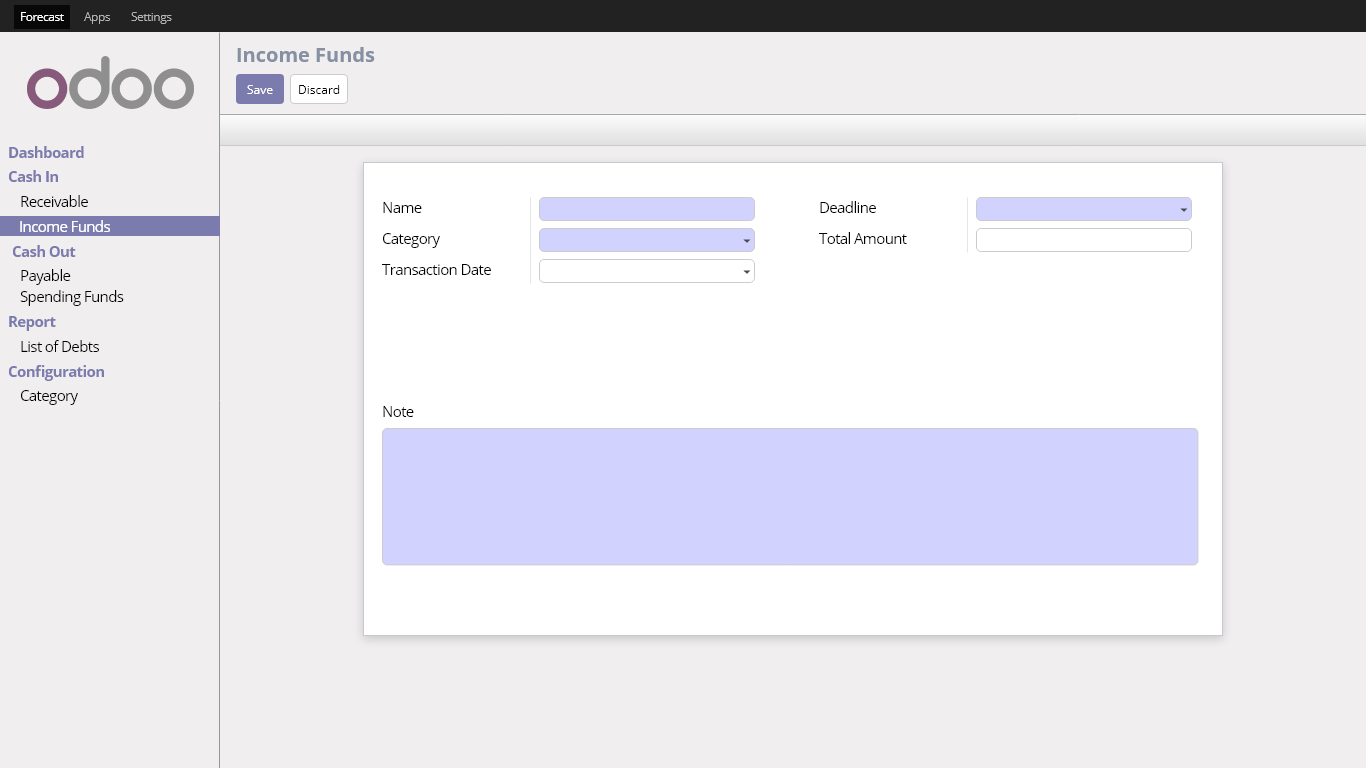 Forecast Apps Settings
odoo
Dashboard
Cash In
Receivable
Income Funds
Cash Out
Payable
Spending Funds
Report
List of Debts
Configuration
Category
Income Funds
Save Discard
Name
Category
Transaction Date
Deadline
Total Amount
Note